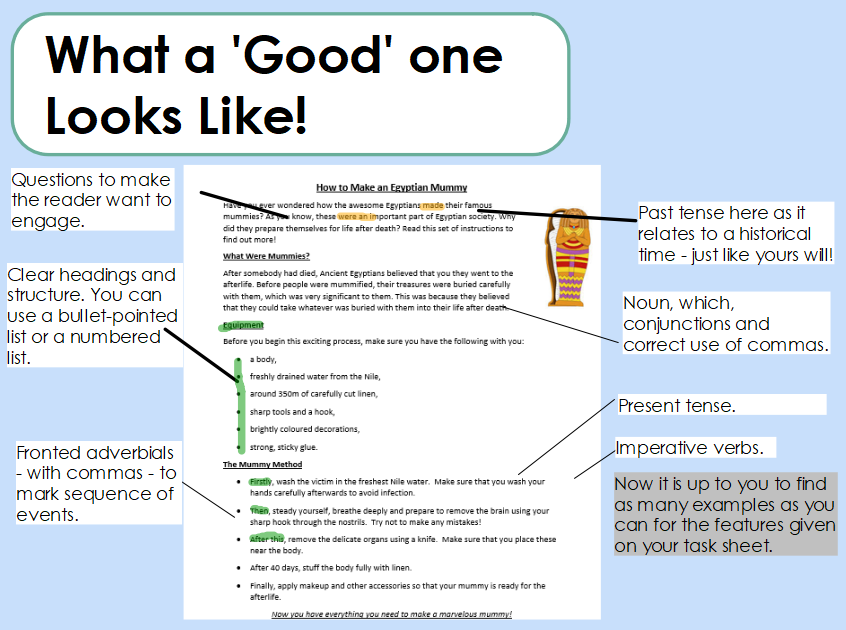 What a 'Good' one
Looks Like!
Questions to make
the reader want to
engage.
Clear headings and
structure. You can
use a bullet-pointed
list or a numbered
list.
Fronted adverbials
- with commas - to
mark sequence of
events.
How to Make an Egyptian Mummy
Have you ever wondered how the awesome Egyptians made their famous
mummies? As you know, these were an important part of Egyptian society. Why
did they prepare themselves for life after death? Read this set of instructions to
find out more!
What Were Mummies?
After somebody had died, Ancient Egyptians believed that you they went to the
afterlife. Before people were mummified, their treasures were buried carefully
with them, which was very significant to them. This was because they believed
that they could take whatever was buried with them into their life after death.
Equipment
Before you begin this exciting process, make sure you have the following with you:
• a body,
• freshly drained water from the Nile,
• around 350m of carefully cut linen,
• sharp tools and a hook,
• brightly coloured decorations,
• strong, sticky glue.
The Mummy Method
• Firstly, wash the victim in the freshest Nile water. Make sure that you wash your
hands carefully afterwards to avoid infection.
• Then, steady yourself, breathe deeply and prepare to remove the brain using your
sharp hook through the nostrils. Try not to make any mistakes!
• After this, remove the delicate organs using a knife. Make sure that you place these
near the body.
• After 40 days, stuff the body fully with linen.
• Finally, apply makeup and other accessories so that your mummy is ready for the
afterlife.
Now you have everything you need to make a marvelous mummy!
Past tense here as it
relates to a historical
time - just like yours will!
Noun, which,
conjunctions and
correct use of commas.
Present tense.
Imperative verbs.
Now it is up to you to find
as many examples as you
can for the features given
on your task sheet.